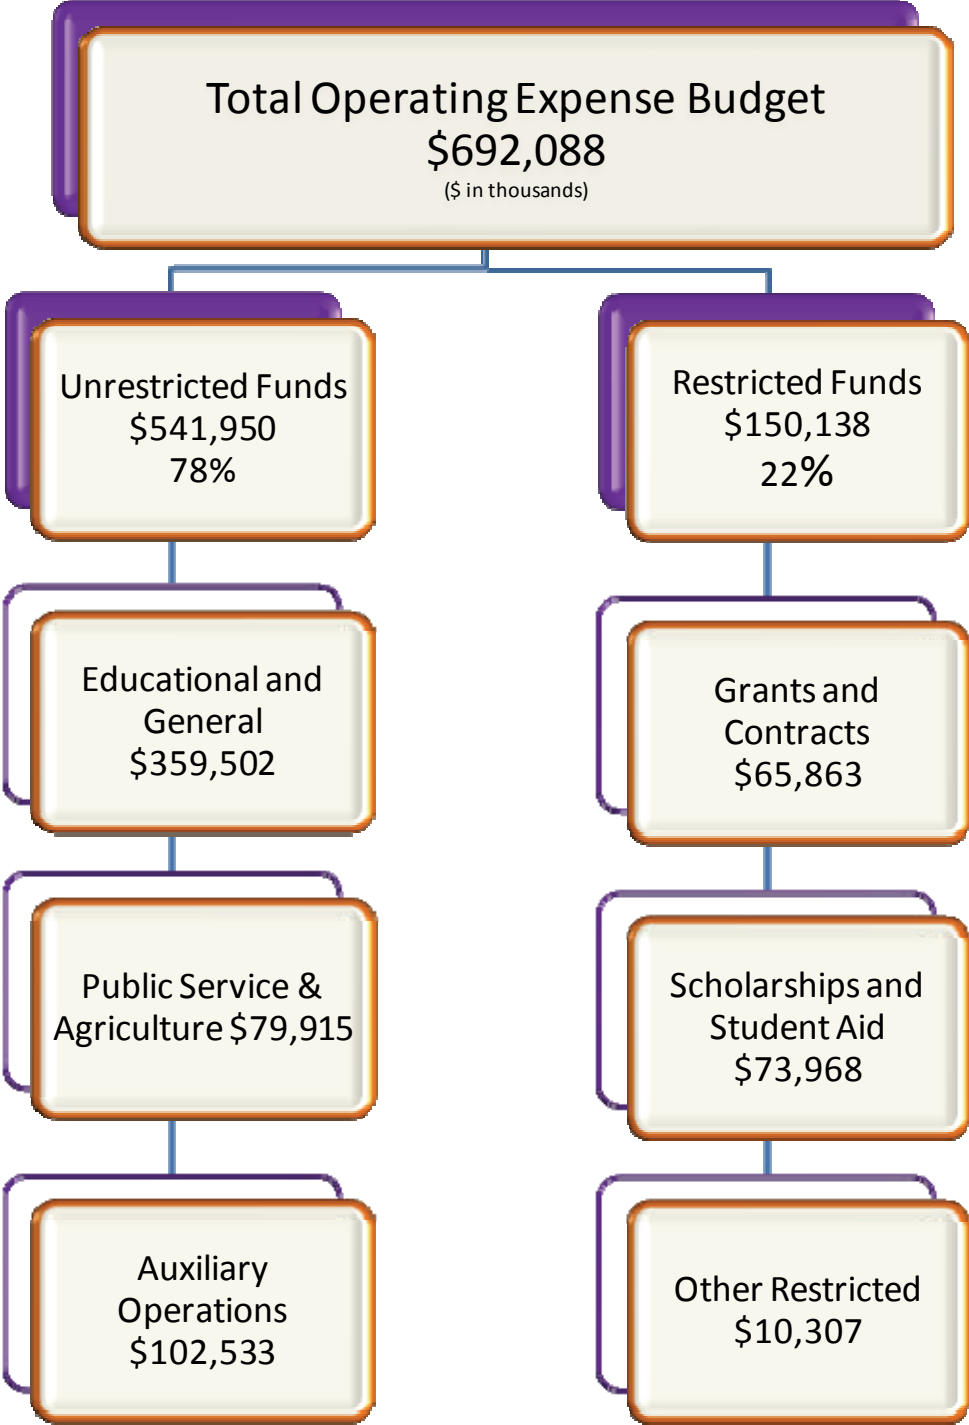 Total Operating Expense Budget
$692,088
($ in thousands)
Unrestricted Funds
$541,950
78%
Restricted Funds
$150,138
22%
Educational and
General
$359,502
Grants and
Contracts
$65,863
Public Service &
Agriculture $79,915
Scholarships and
Student Aid
$73,968
Auxiliary
Operations
$102,533
Other Restricted
$10,307